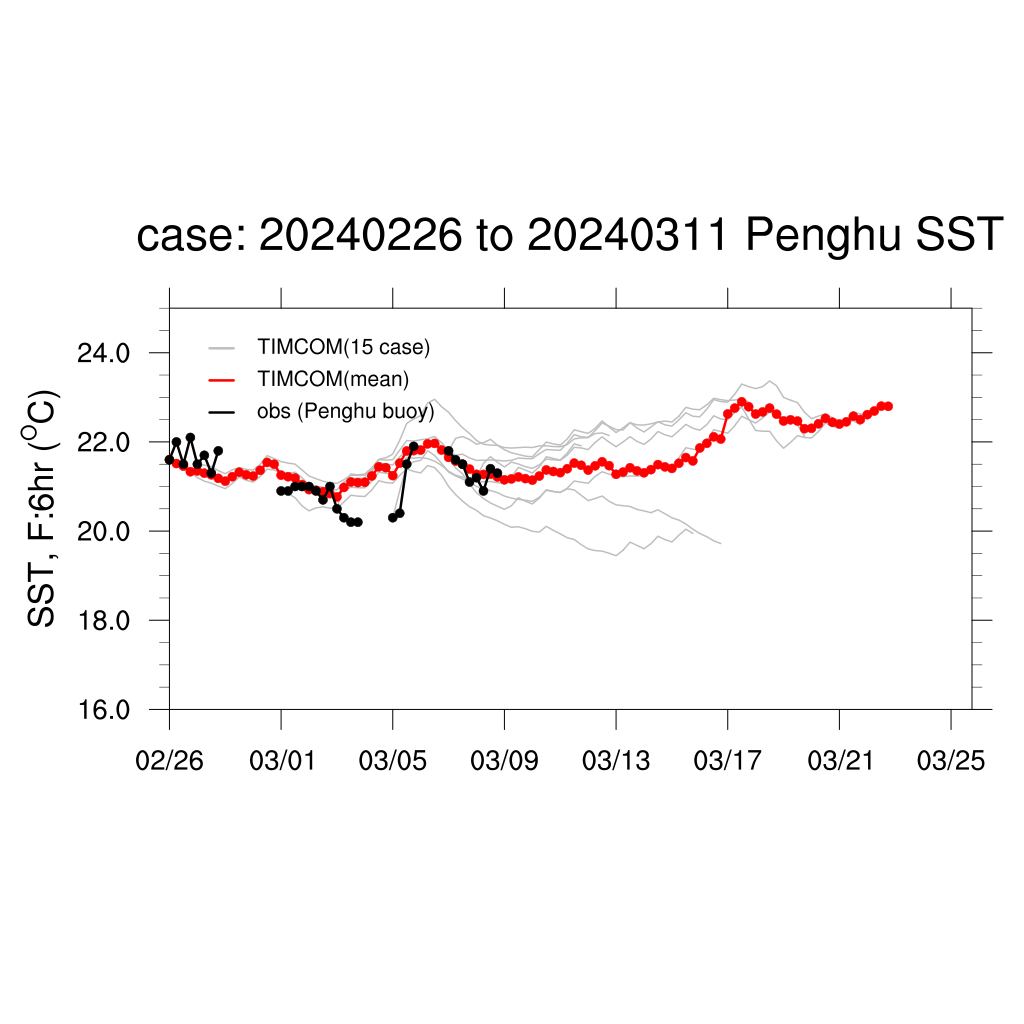 case: 20240226 to 20240311 Penghu SST
TIMCOM(15 case)
TIMCOM(mean)
obs (Penghu buoy)
SST, F:6hr (OC)
24.0
22.0
20.0
18.0
16.0
02/26 03/01 03/05 03/09 03/13 03/17 03/21 03/25